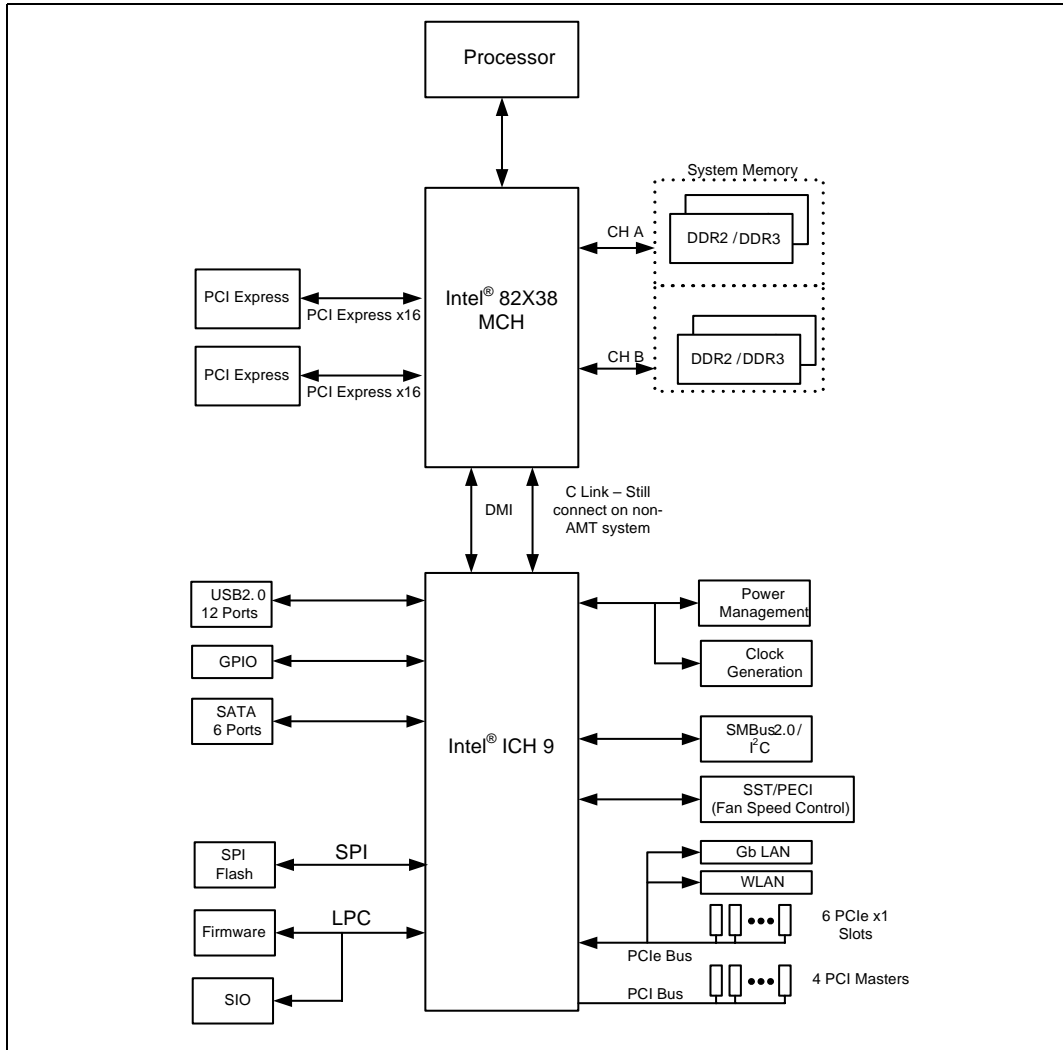 Processor
System Memory
CH A
DDR2 / DDR3
PCI Express
PCI Express x16
Intel® 82X38
MCH
CH B
DDR2 / DDR3
PCI Express
PCI Express x16
DMI
C Link – Still
connect on non-
AMT system
USB2.0
12 Ports
GPIO
SATA
6 Ports
Intel® ICH 9
Power
Management
Clock
Generation
SMBus2.0/
I²C
SST/PECI
(Fan Speed Control)
SPI
Flash
SPI
Gb LAN
WLAN
Firmware
LPC
6 PCIe x1
Slots
PCIe Bus
SIO
PCI Bus
4 PCI Masters